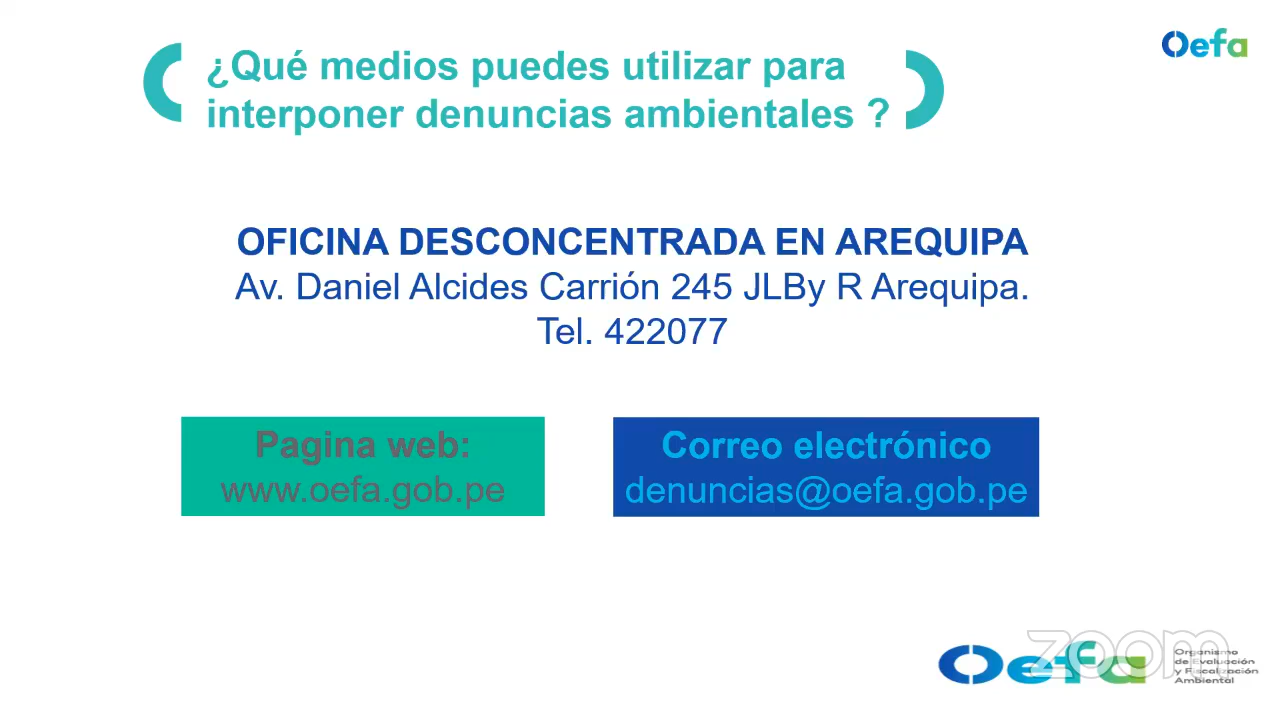 ¿Qué medios puedes utilizar para
interponer denuncias ambientales ?
Oefa
OFICINA DESCONCENTRADA EN AREQUIPA
Av. Daniel Alcides Carrión 245 JLBy R Arequipa.
Tel. 422077
Pagina web:
www.oefa.gob.pe
Correo electrónico
denuncias@oefa.gob.pe
Oefa
zoom
Organismo
de Evaluación
y Fiscalización
Ambiental